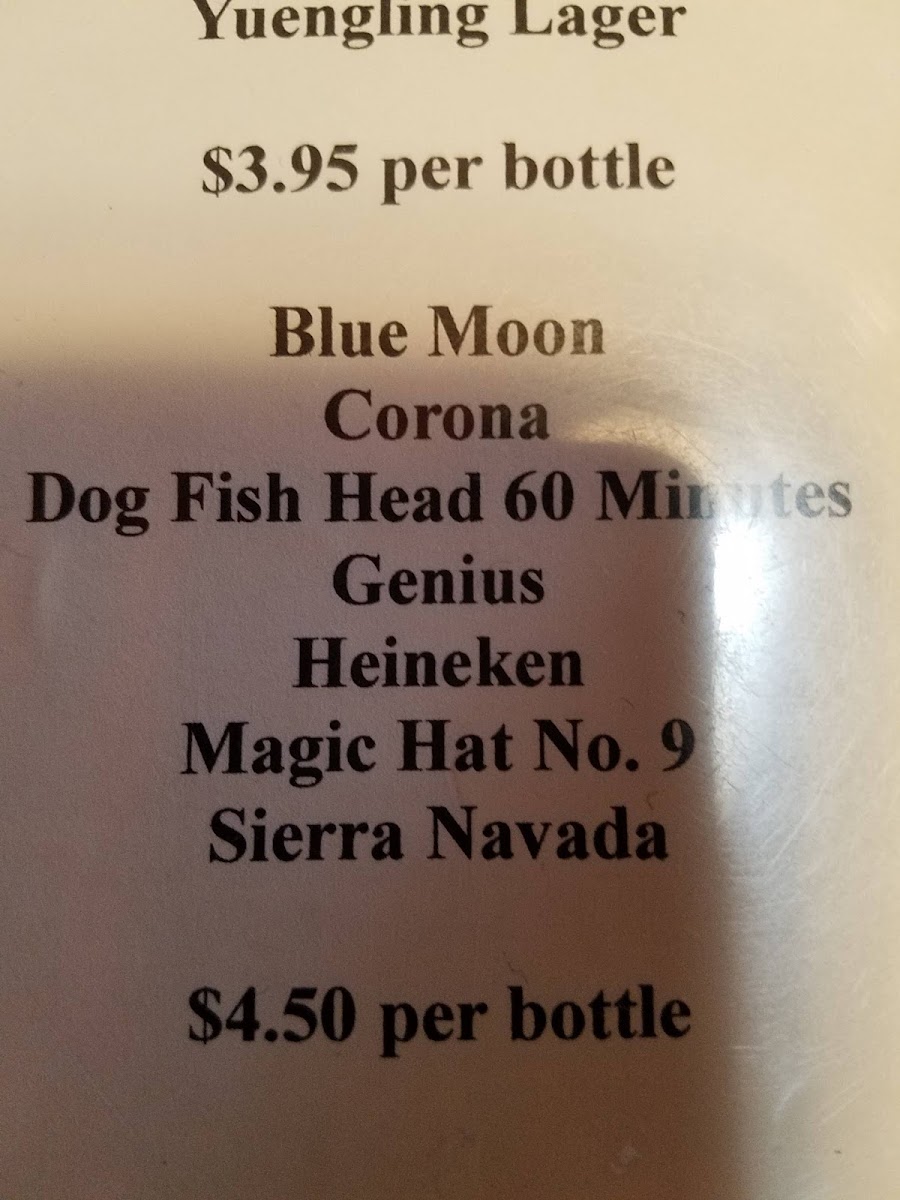 Yuengling Lager
$3.95 per bottle
Blue Moon
Corona
Dog Fish Head 60 Minutes
Genius
Heineken
Magic Hat No. 9
Sierra Navada
$4.50 per bottle